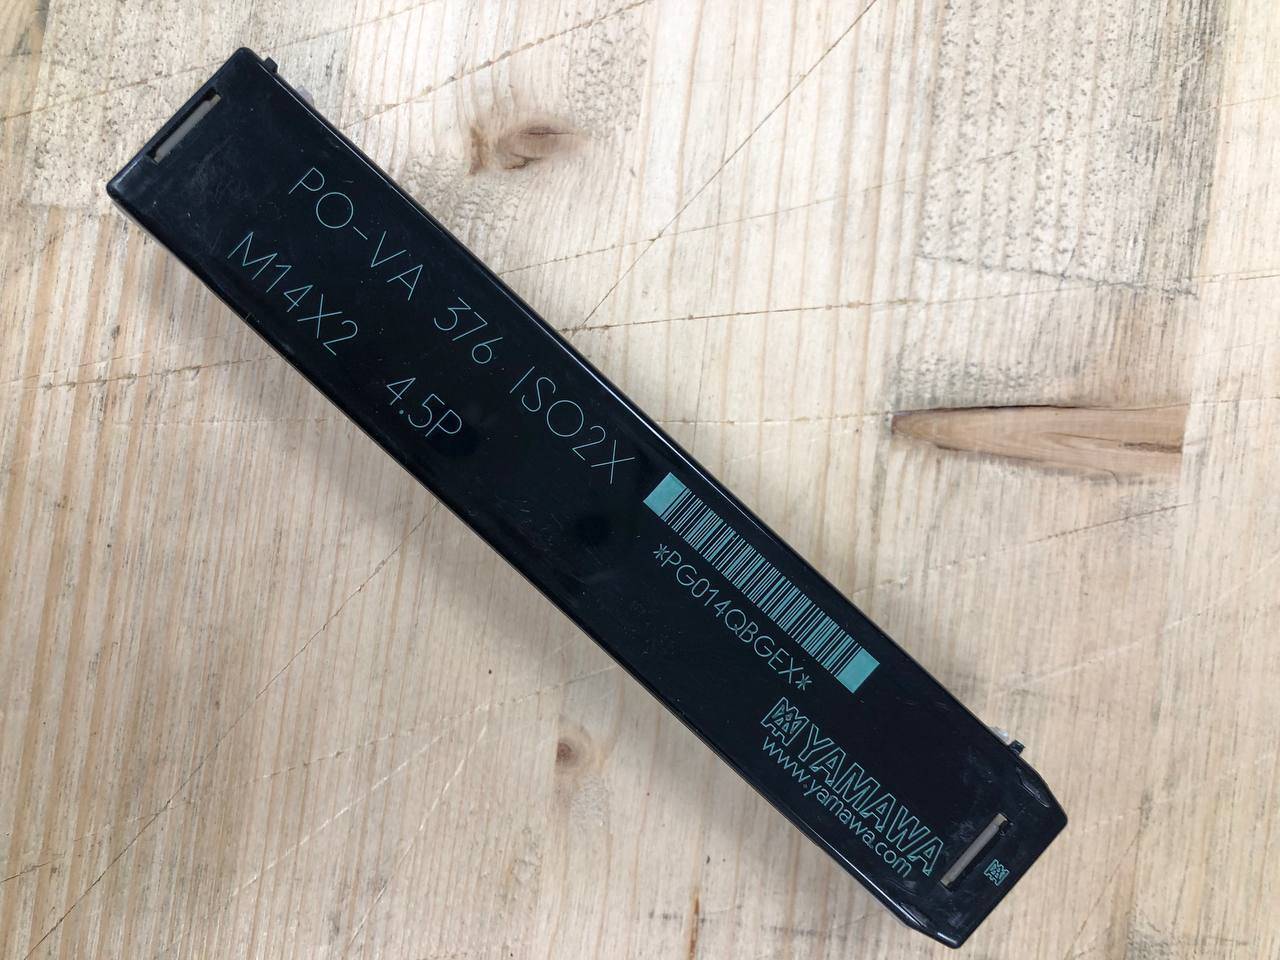 PO-VA 376 ISO2X
M14X2 4.5P
*PG014QBGEX*
YAMAWA
www.yamawa.com